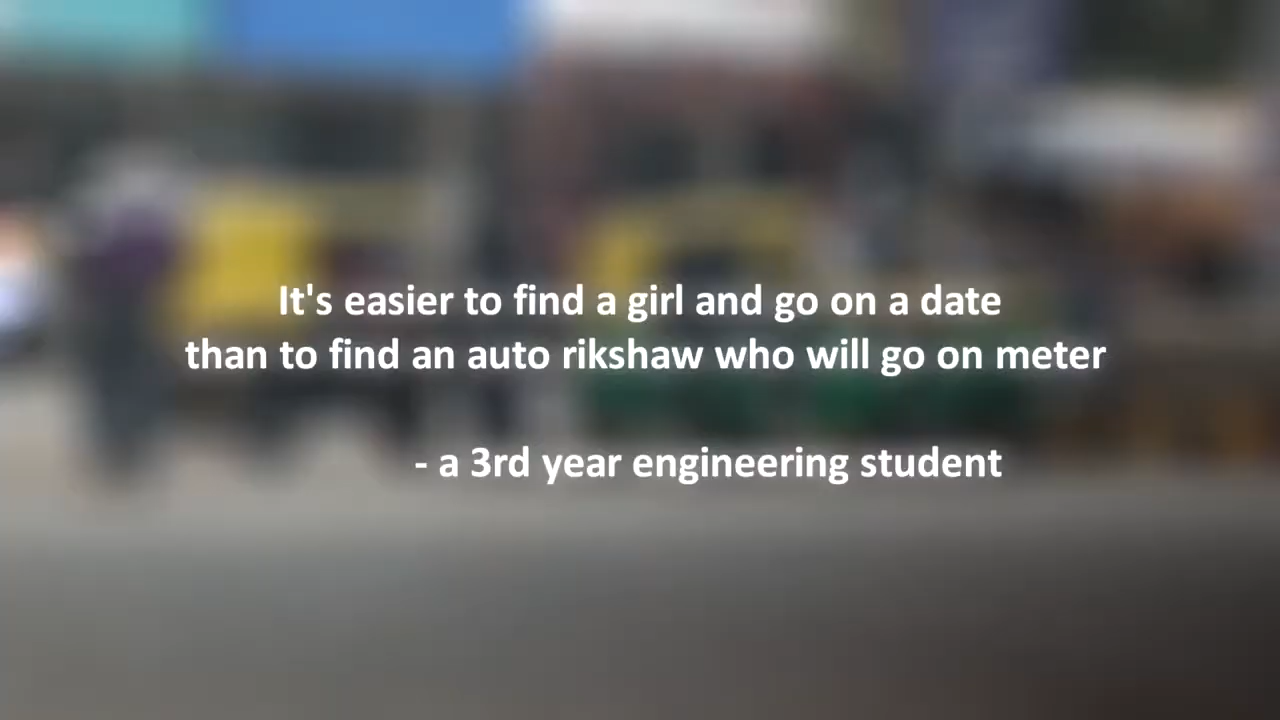 It's easier to find a girl and go on a date
than to find an auto rikshaw who will go on meter
- a 3rd year engineering student